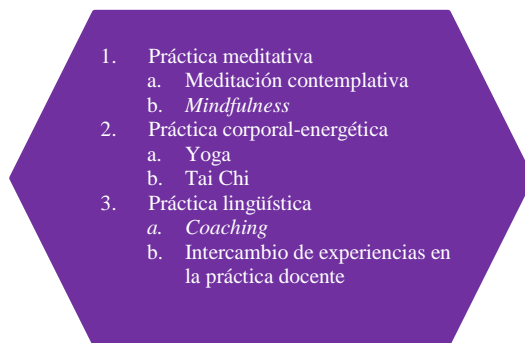 1. Práctica meditativa
a. Meditación contemplativa
b. Mindfulness
2. Práctica corporal-energética
a. Yoga
b. Tai Chi
3. Práctica lingüística
a. Coaching
b. Intercambio de experiencias en
la práctica docente